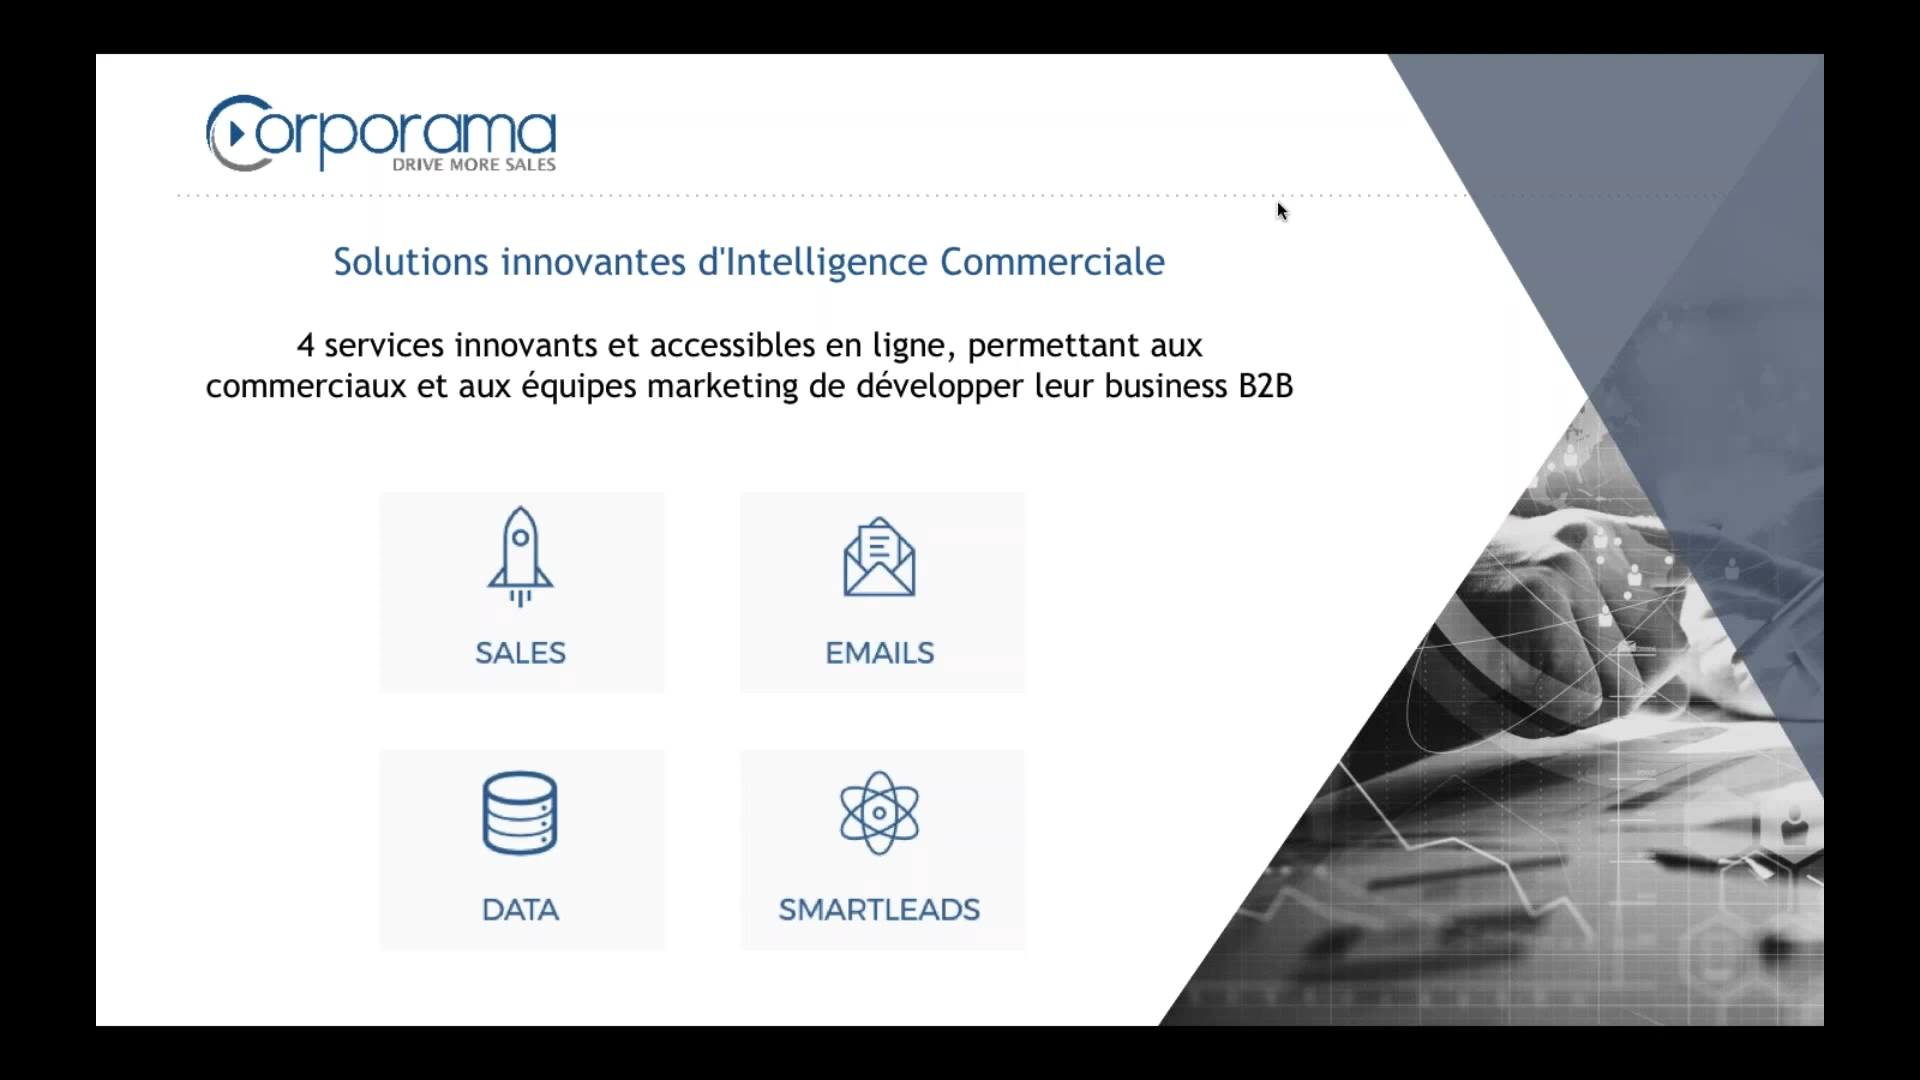 Corporama
DRIVE MORE SALES
Solutions innovantes d'Intelligence Commerciale
4 services innovants et accessibles en ligne, permettant aux
commerciaux et aux équipes marketing de développer leur business B2B
SALES
EMAILS
DATA
SMARTLEADS